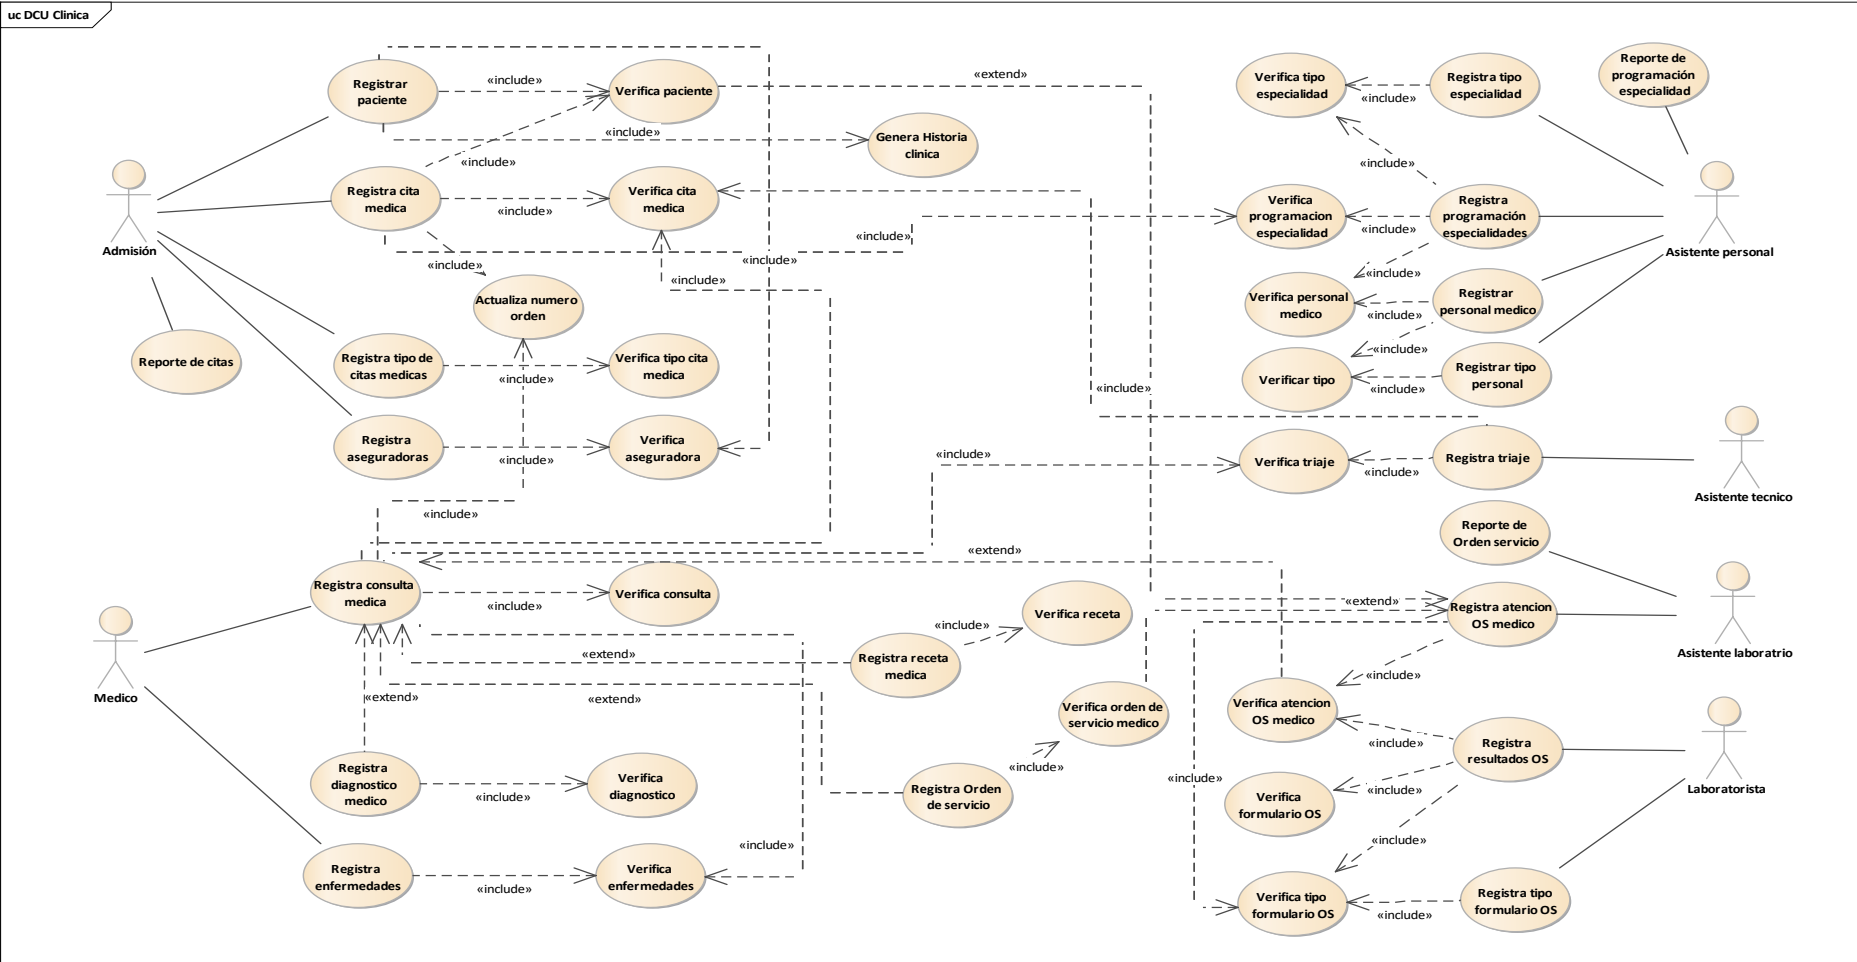 uc DCU Clinica
Registrar
paciente
«include»
Verifica paciente
«extend»
Verifica tipo
especialidad
«include»
Registra tipo
especialidad
Reporte de
programación
especialidad
«include»
Genera Historia
clinica
«include»
«include»
Admisión
Registra cita
medica
«include»
Verifica cita
medica
«include»
Verifica
programacion
especialidad
«include»
Registra
programación
especialidades
Asistente personal
«include»
«include»
«include»
«include»
Actualiza numero
orden
Verifica personal
medico
«include»
Registrar
personal medico
«include»
Reporte de citas
Registra tipo de
citas medicas
«include»
Verifica tipo cita
medica
«include»
Verificar tipo
«include»
Registrar tipo
personal
Registra
aseguradoras
«include»
Verifica
aseguradora
«include»
Verifica triaje
«include»
Registra triaje
Asistente tecnico
«include»
«extend»
Reporte de
Orden servicio
Registra consulta
medica
«include»
Verifica consulta
«extend»
Registra atencion
OS medico
Asistente laboratrio
Medico
«extend»
Registra receta
medica
«include»
Verifica receta
«include»
«extend»
«extend»
Verifica orden de
servicio medico
Verifica atencion
OS medico
«include»
Registra
resultados OS
Laboratorista
Registra
diagnostico
medico
«include»
Verifica
diagnostico
Registra Orden
de servicio
«include»
«include»
Verifica
formulario OS
«include»
«include»
Registra
enfermedades
«include»
Verifica
enfermedades
«include»
Verifica tipo
formulario OS
«include»
Registra tipo
formulario OS